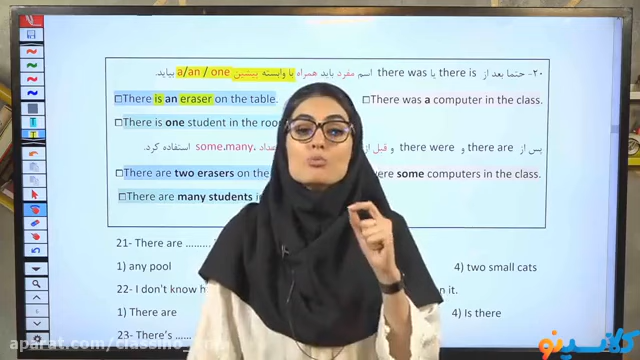 ۲۰- حتما بعد از there is یا there was اسم مفرد باید همراه با وابسته پیشین a/an / one بیاید.
☐There is an eraser on the table. ☐There was a computer in the class.
☐There is one student in the
پس از there are و there were و قبل از some،many، استفاده کرد.
☐There are two erasers on the were some computers in the class.
☐There are many students
21- There are ........
1) any pool 4) two small cats
22- I don't know on it.
1) There are 4) Is there
23- There's ......
aparat.com/classino
کلاسینو